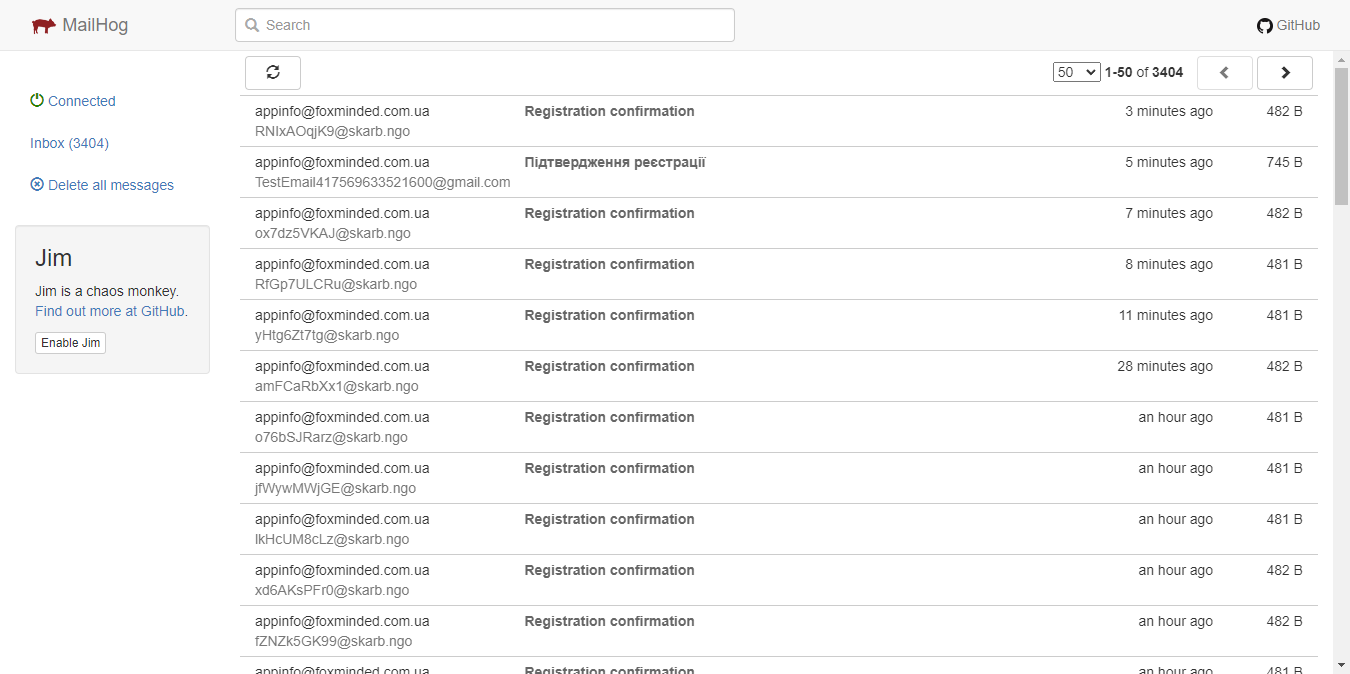 MailHog
Search
GitHub
Connected
Inbox (3404)
Delete all messages
Jim
Jim is a chaos monkey.
Find out more at GitHub.
Enable Jim
50 1-50 of 3404
appinfo@foxminded.com.ua Registration confirmation 3 minutes ago 482 B
RNIxAOqjK9@skarb.ngo
appinfo@foxminded.com.ua Підтвердження реєстрації 5 minutes ago 745 B
TestEmail417569633521600@gmail.com
appinfo@foxminded.com.ua Registration confirmation 7 minutes ago 482 B
ox7dz5VKAJ@skarb.ngo
appinfo@foxminded.com.ua Registration confirmation 8 minutes ago 481 B
RfGp7ULCRu@skarb.ngo
appinfo@foxminded.com.ua Registration confirmation 11 minutes ago 481 B
yHtg6Zt7tg@skarb.ngo
appinfo@foxminded.com.ua Registration confirmation 28 minutes ago 482 B
amFCaRbXx1@skarb.ngo
appinfo@foxminded.com.ua Registration confirmation an hour ago 481 B
o76bSJRarz@skarb.ngo
appinfo@foxminded.com.ua Registration confirmation an hour ago 481 B
jfWywMWjGE@skarb.ngo
appinfo@foxminded.com.ua Registration confirmation an hour ago 481 B
IkHcUM8cLz@skarb.ngo
appinfo@foxminded.com.ua Registration confirmation an hour ago 482 B
xd6AKsPFr0@skarb.ngo
appinfo@foxminded.com.ua Registration confirmation an hour ago 482 B
fZNZk5GK99@skarb.ngo
appinfo@foxminded.com.ua Registration confirmation an hour ago 481 B